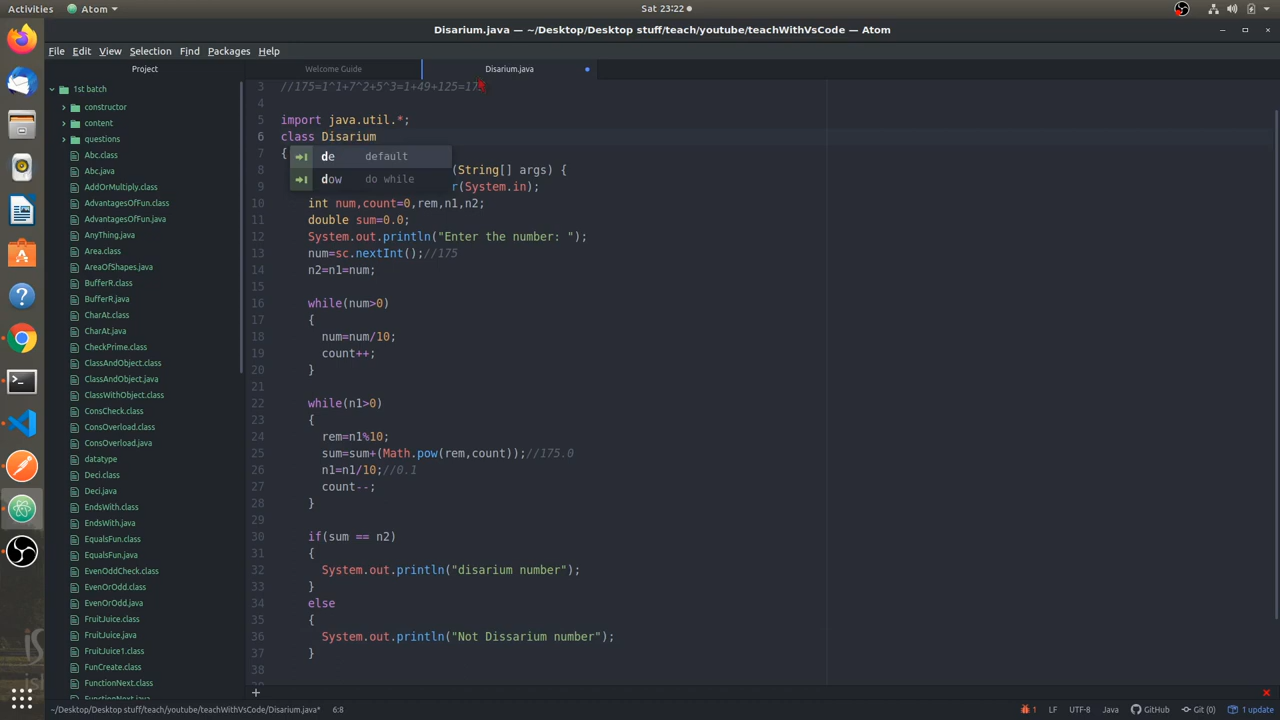 Activities
Atom
Sat 23:22
Disarium.java — ~/Desktop/Desktop stuff/teach/youtube/teachWithVsCode — Atom
File Edit View Selection Find Packages Help
Project
Welcome Guide
Disarium.java
1st batch
constructor
content
questions
Abc.class
Abc.java
AddOrMultiply.class
AdvantagesOfFun.class
AdvantagesOfFun.java
AnyThing.java
Area.class
AreaOfShapes.java
BufferR.class
BufferR.java
CharAt.class
CharAt.java
CheckPrime.class
ClassAndObject.class
ClassAndObject.java
ClassWithObject.class
ConsCheck.class
ConsOverload.class
ConsOverload.java
datatype
Deci.class
Deci.java
EndsWith.class
EndsWith.java
EqualsFun.class
EqualsFun.java
EvenOddCheck.class
EvenOrOdd.class
EvenOrOdd.java
FruitJuice.class
FruitJuice.java
FruitJuice1.class
FunCreate.class
FunctionNext.class
FunctionNext.java
3 //175=1^1+7^2+5^3=1+49+125=175
4
5 import java.util.*;
6 class Disarium
7 {
de default
dow do while
8 (String[] args) {
9 r(System.in);
10 int num,count=0,rem,n1,n2;
11 double sum=0.0;
12 System.out.println("Enter the number: ");
13 num=sc.nextInt();//175
14 n2=n1=num;
15
16 while(num>0)
17 {
18 num=num/10;
19 count++;
20 }
21
22 while(n1>0)
23 {
24 rem=n1%10;
25 sum=sum+(Math.pow(rem,count));//175.0
26 n1=n1/10;//0.1
27 count--;
28 }
29
30 if(sum == n2)
31 {
32 System.out.println("disarium number");
33 }
34 else
35 {
36 System.out.println("Not Dissarium number");
37 }
38
~/Desktop/Desktop stuff/teach/youtube/teachWithVsCode/Disarium.java* 6:8
1 LF UTF-8 Java GitHub Git (0) 1 update